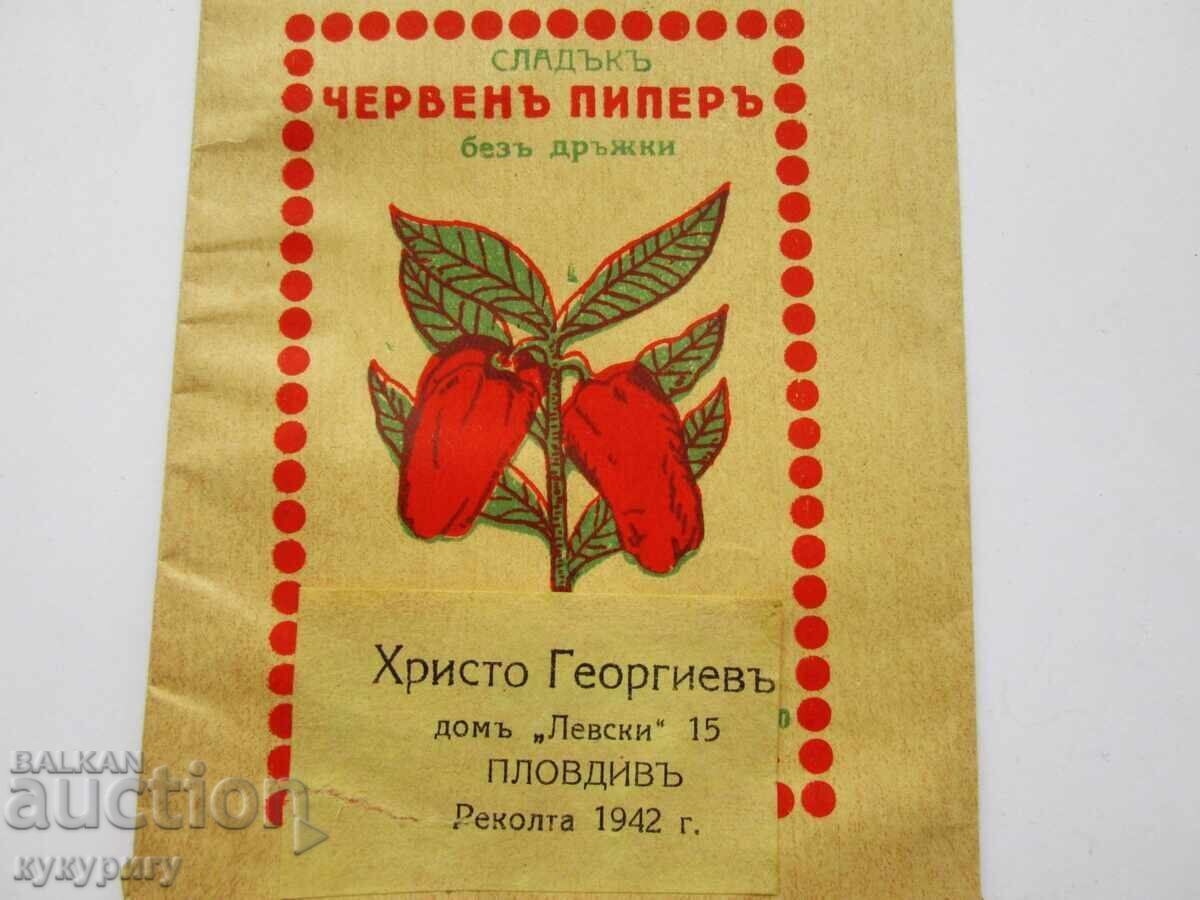 СЛАДЪКЪ
ЧЕРВЕНЪ ПИПЕРЪ
безъ дръжки
Христо Георгиевъ
домъ „Левски“ 15
ПЛОВДИВЪ
Реколта 1942 г.
BALKAN
auction
кукуригу